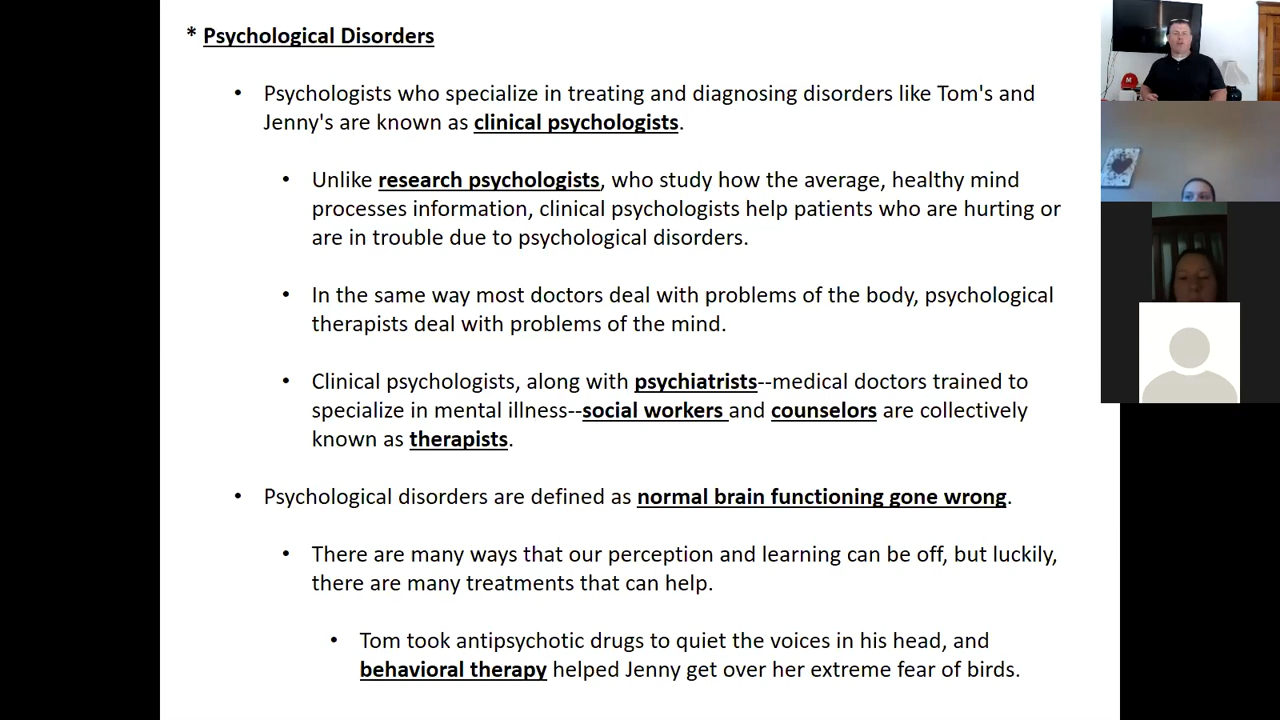 * Psychological Disorders
• Psychologists who specialize in treating and diagnosing disorders like Tom's and
Jenny's are known as clinical psychologists.
• Unlike research psychologists, who study how the average, healthy mind
processes information, clinical psychologists help patients who are hurting or
are in trouble due to psychological disorders.
• In the same way most doctors deal with problems of the body, psychological
therapists deal with problems of the mind.
• Clinical psychologists, along with psychiatrists--medical doctors trained to
specialize in mental illness--social workers and counselors are collectively
known as therapists.
• Psychological disorders are defined as normal brain functioning gone wrong.
• There are many ways that our perception and learning can be off, but luckily,
there are many treatments that can help.
• Tom took antipsychotic drugs to quiet the voices in his head, and
behavioral therapy helped Jenny get over her extreme fear of birds.
M